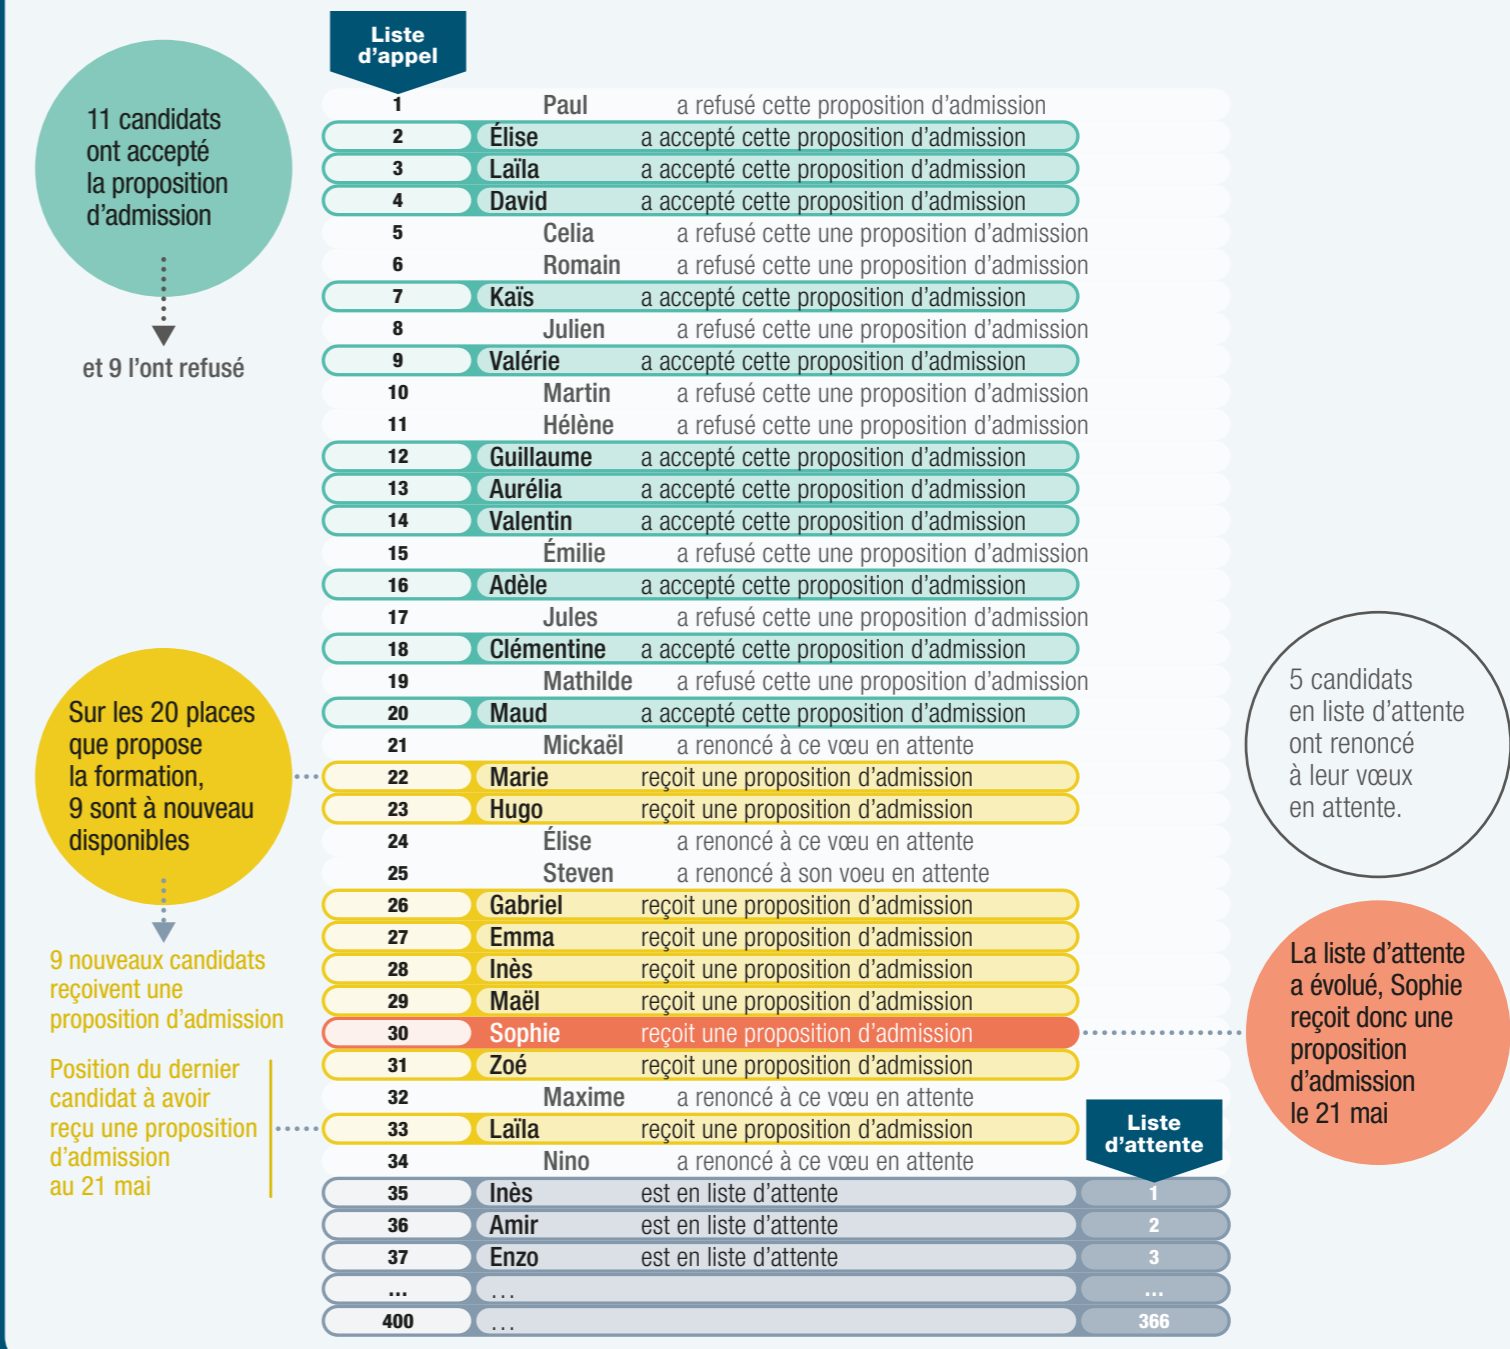 Liste
d'appel
11 candidats
ont accepté
la proposition
d'admission
et 9 l'ont refusé
1 Paul a refusé cette proposition d'admission
2 Élise a accepté cette proposition d'admission
3 Laïla a accepté cette proposition d'admission
4 David a accepté cette proposition d'admission
5 Celia a refusé cette une proposition d'admission
6 Romain a refusé cette une proposition d'admission
7 Kaïs a accepté cette proposition d'admission
8 Julien a refusé cette une proposition d'admission
9 Valérie a accepté cette proposition d'admission
10 Martin a refusé cette une proposition d'admission
11 Hélène a refusé cette une proposition d'admission
12 Guillaume a accepté cette proposition d'admission
13 Aurélia a accepté cette proposition d'admission
14 Valentin a accepté cette proposition d'admission
15 Émilie a refusé cette une proposition d'admission
16 Adèle a accepté cette proposition d'admission
17 Jules a refusé cette une proposition d'admission
18 Clémentine a accepté cette proposition d'admission
19 Mathilde a refusé cette une proposition d'admission
20 Maud a accepté cette proposition d'admission
21 Mickaël a renoncé à ce vœu en attente
22 Marie reçoit une proposition d'admission
23 Hugo reçoit une proposition d'admission
24 Élise a renoncé à ce vœu en attente
25 Steven a renoncé à son voeu en attente
26 Gabriel reçoit une proposition d'admission
27 Emma reçoit une proposition d'admission
28 Inès reçoit une proposition d'admission
29 Maël reçoit une proposition d'admission
30 Sophie reçoit une proposition d'admission
31 Zoé reçoit une proposition d'admission
32 Maxime a renoncé à ce vœu en attente
33 Laïla reçoit une proposition d'admission
34 Nino a renoncé à ce vœu en attente
Liste
d'attente
35 Inès est en liste d'attente 1
36 Amir est en liste d'attente 2
37 Enzo est en liste d'attente 3
... ... ...
400 ... 366
Sur les 20 places
que propose
la formation,
9 sont à nouveau
disponibles
9 nouveaux candidats
reçoivent une
proposition d'admission
Position du dernier
candidat à avoir
reçu une proposition
d'admission
au 21 mai
5 candidats
en liste d'attente
ont renoncé
à leur vœux
en attente.
La liste d'attente
a évolué, Sophie
reçoit donc une
proposition
d'admission
le 21 mai